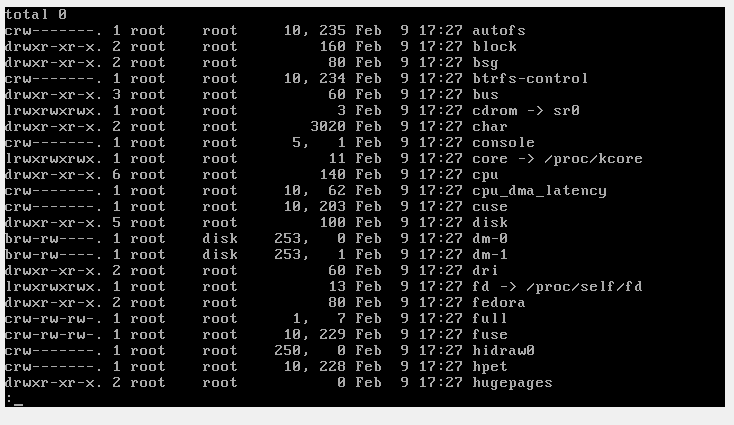 total 0
crw-------. 1 root    root     10, 235 Feb  9 17:27 autofs
drwxr-xr-x. 2 root    root         160 Feb  9 17:27 block
drwxr-xr-x. 2 root    root          80 Feb  9 17:27 bsg
crw-------. 1 root    root     10, 234 Feb  9 17:27 btrfs-control
drwxr-xr-x. 3 root    root          60 Feb  9 17:27 bus
lrwxrwxrwx. 1 root    root           3 Feb  9 17:27 cdrom -> sr0
drwxr-xr-x. 2 root    root        3020 Feb  9 17:27 char
crw-------. 1 root    root      5,   1 Feb  9 17:27 console
lrwxrwxrwx. 1 root    root          11 Feb  9 17:27 core -> /proc/kcore
drwxr-xr-x. 6 root    root         140 Feb  9 17:27 cpu
crw-------. 1 root    root     10,  62 Feb  9 17:27 cpu_dma_latency
crw-------. 1 root    root     10, 203 Feb  9 17:27 cuse
drwxr-xr-x. 5 root    root         100 Feb  9 17:27 disk
brw-rw----. 1 root    disk    253,   0 Feb  9 17:27 dm-0
brw-rw----. 1 root    disk    253,   1 Feb  9 17:27 dm-1
drwxr-xr-x. 2 root    root          60 Feb  9 17:27 dri
lrwxrwxrwx. 1 root    root          13 Feb  9 17:27 fd -> /proc/self/fd
drwxr-xr-x. 2 root    root          80 Feb  9 17:27 fedora
crw-rw-rw-. 1 root    root      1,   7 Feb  9 17:27 full
crw-rw-rw-. 1 root    root     10, 229 Feb  9 17:27 fuse
crw-------. 1 root    root    250,   0 Feb  9 17:27 hidraw0
crw-------. 1 root    root     10, 228 Feb  9 17:27 hpet
drwxr-xr-x. 2 root    root           0 Feb  9 17:27 hugepages
:_